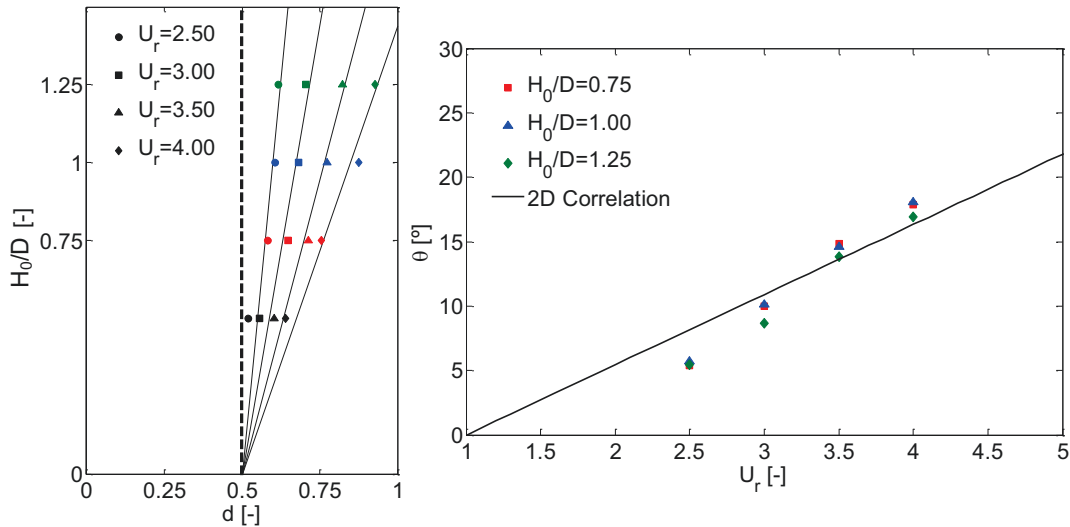 U_r=2.50
U_r=3.00
U_r=3.50
U_r=4.00
H_0/D [-]
1.25
1
0.75
0
0 0.25 0.5 0.75 1
d [-]
H_0/D=0.75
H_0/D=1.00
H_0/D=1.25
2D Correlation
θ [º]
30
25
20
15
10
5
0
1 1.5 2 2.5 3 3.5 4 4.5 5
U_r [-]